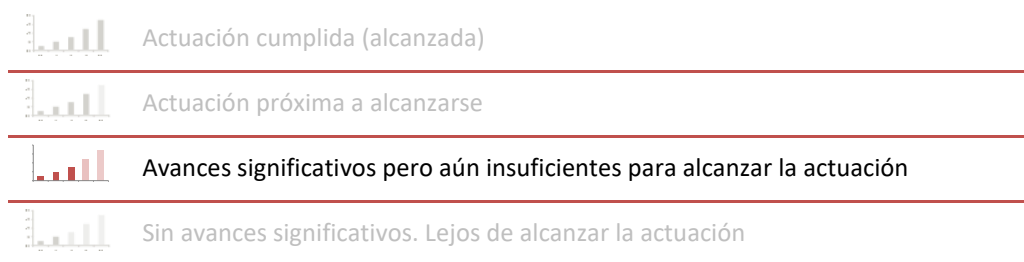 Actuación cumplida (alcanzada)
Actuación próxima a alcanzarse
Avances significativos pero aún insuficientes para alcanzar la actuación
Sin avances significativos. Lejos de alcanzar la actuación